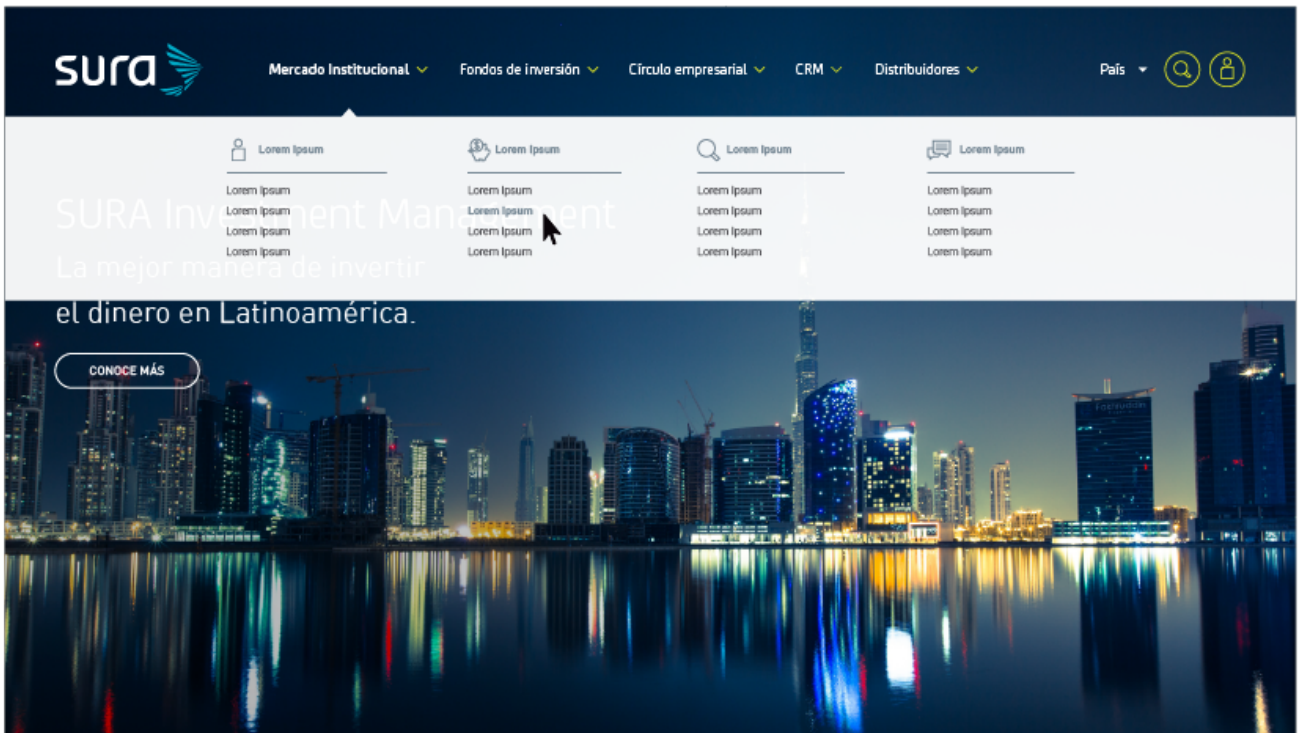 sura
Mercado Institucional Fondos de inversión Círculo empresarial CRM Distribuidores País
Lorem Ipsum Lorem Ipsum Lorem Ipsum Lorem Ipsum
Lorem Ipsum Lorem Ipsum Lorem Ipsum Lorem Ipsum
Lorem Ipsum Lorem Ipsum Lorem Ipsum Lorem Ipsum
Lorem Ipsum Lorem Ipsum Lorem Ipsum Lorem Ipsum
Lorem Ipsum Lorem Ipsum Lorem Ipsum Lorem Ipsum
SURA Investment Management
La mejor manera de invertir
el dinero en Latinoamérica.
CONOCE MÁS